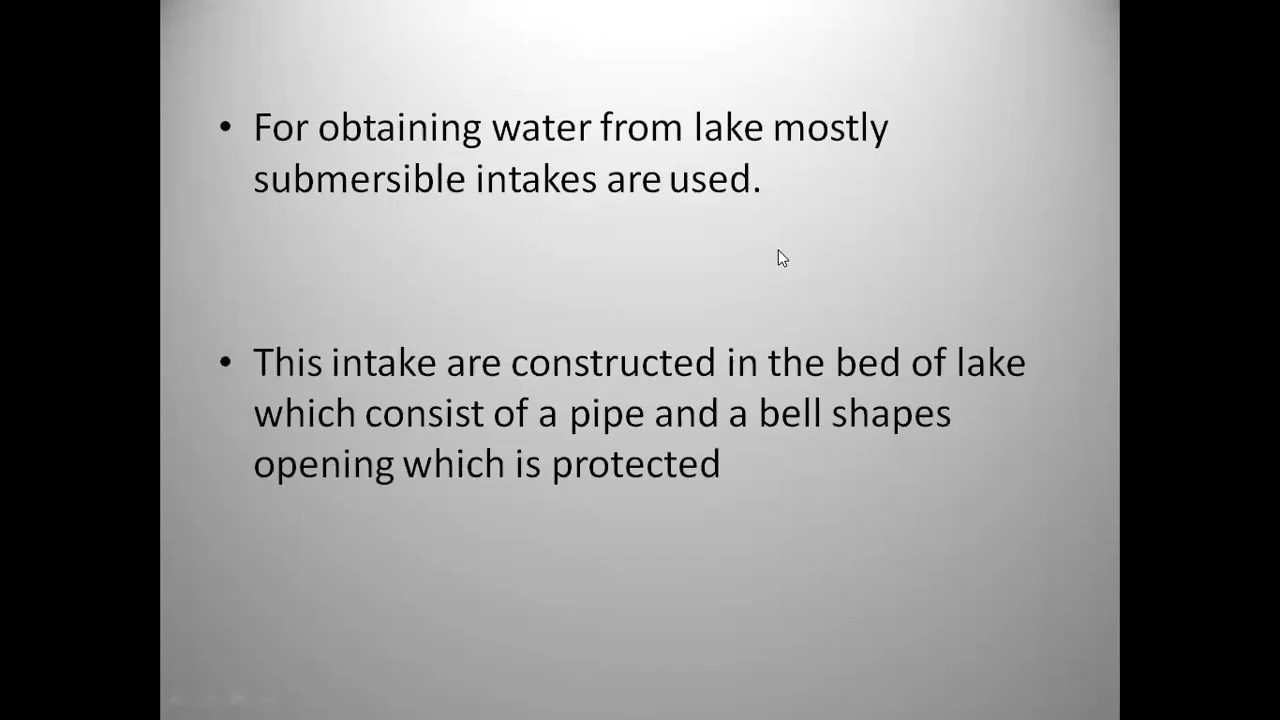 • For obtaining water from lake mostly
submersible intakes are used.
• This intake are constructed in the bed of lake
which consist of a pipe and a bell shapes
opening which is protected